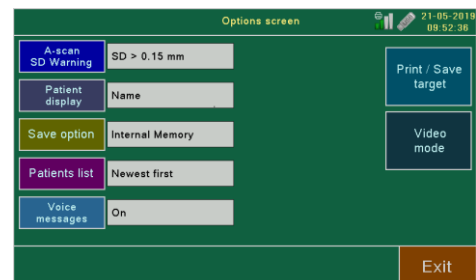 Options screen
21-05-2019
09:52:36
A-scan
SD Warning
SD > 0.15 mm
Patient
display
Name
Save option
Internal Memory
Patients list
Newest first
Voice
messages
On
Print / Save
target
Video
mode
Exit